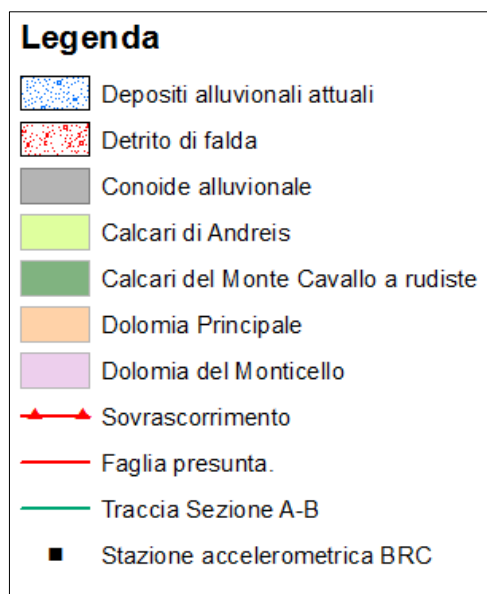 Legenda
Depositi alluvionali attuali
Detrito di falda
Conoide alluvionale
Calcari di Andreis
Calcari del Monte Cavallo a rudiste
Dolomia Principale
Dolomia del Monticello
Sovrascorrimento
Faglia presunta.
Traccia Sezione A-B
Stazione accelerometrica BRC